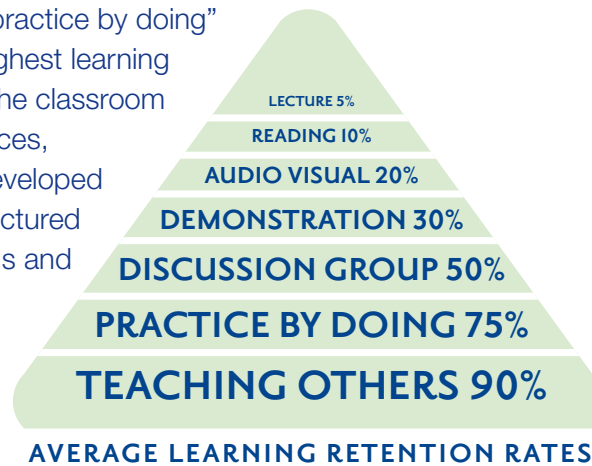 practice by doing”
ghest learning
he classroom
ces,
eveloped
ctured
s and
LECTURE 5%
READING 10%
AUDIO VISUAL 20%
DEMONSTRATION 30%
DISCUSSION GROUP 50%
PRACTICE BY DOING 75%
TEACHING OTHERS 90%
AVERAGE LEARNING RETENTION RATES